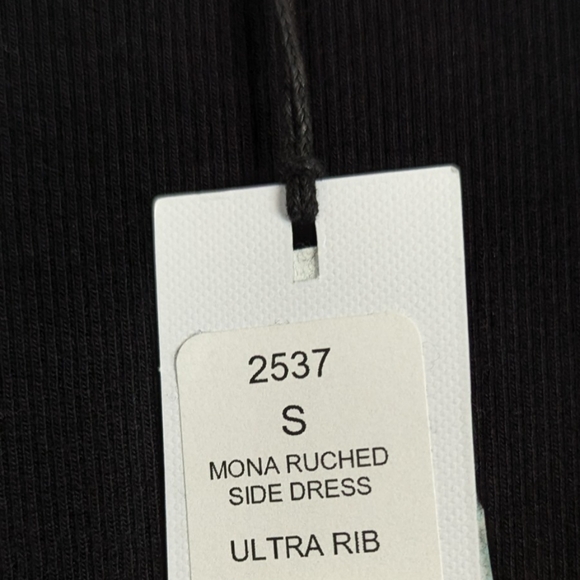 2537
S
MONA RUCHED
SIDE DRESS
ULTRA RIB